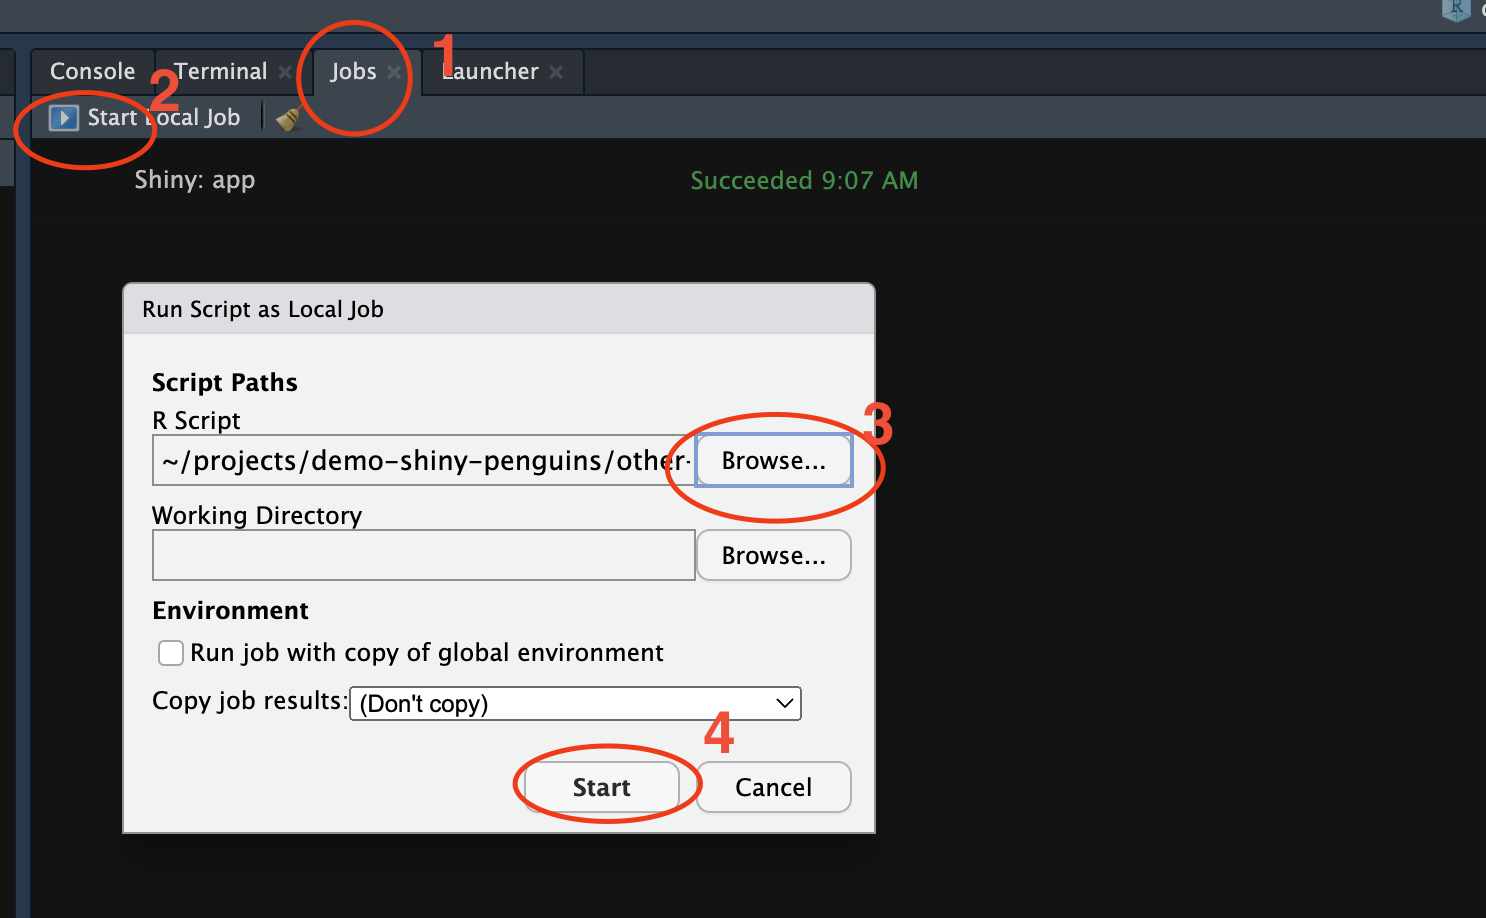 R
Console
Terminal
Jobs
1
Launcher
2
Start Local Job
Shiny: app
Succeeded 9:07 AM
Run Script as Local Job
Script Paths
R Script
3
~/projects/demo-shiny-penguins/other-
Browse...
Working Directory
Browse...
Environment
Run job with copy of global environment
Copy job results:
(Don't copy)
4
Start
Cancel